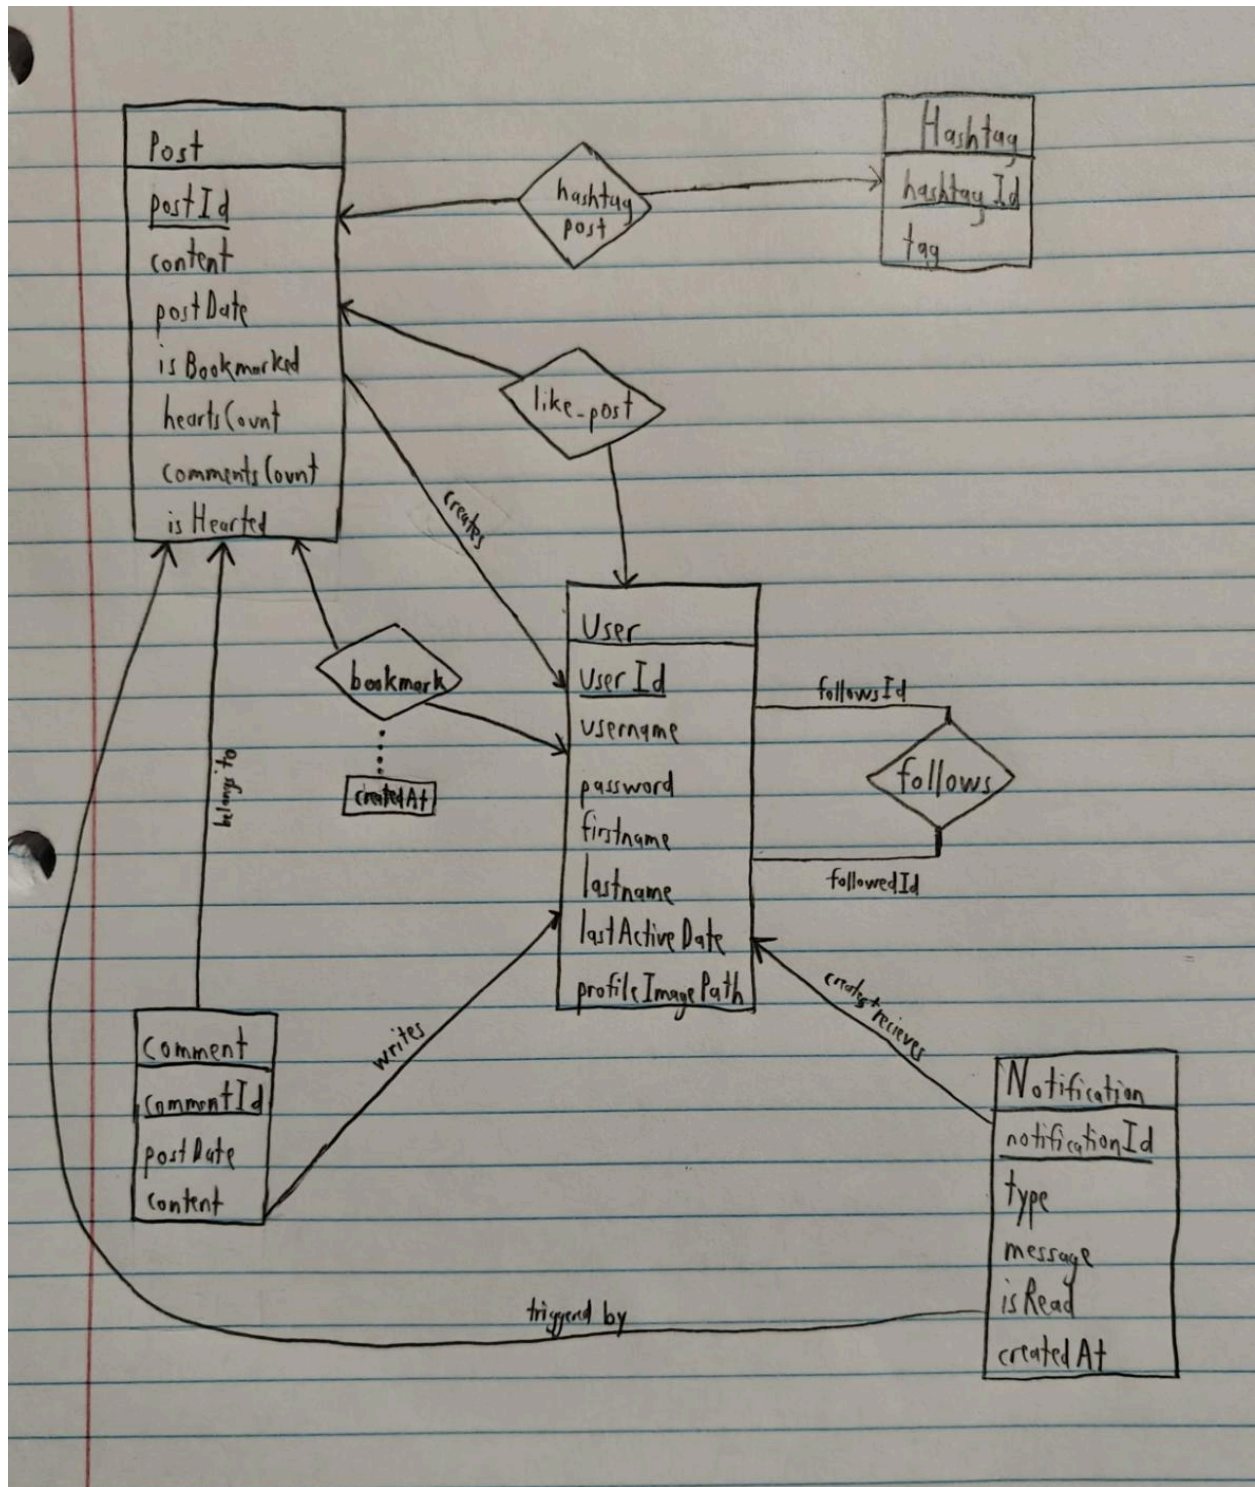 Post
postId
content
postDate
isBookmarked
heartsCount
commentsCount
isHearted
hashtag
post
Hashtag
hashtagId
tag
like_post
creates
bookmark
createdAt
belongs to
User
UserId
username
password
firstname
lastname
lastActiveDate
profileImagePath
followsId
follows
followedId
writes
creates + recieves
Comment
commentId
postDate
content
Notification
notificationId
type
message
isRead
createdAt
triggered by